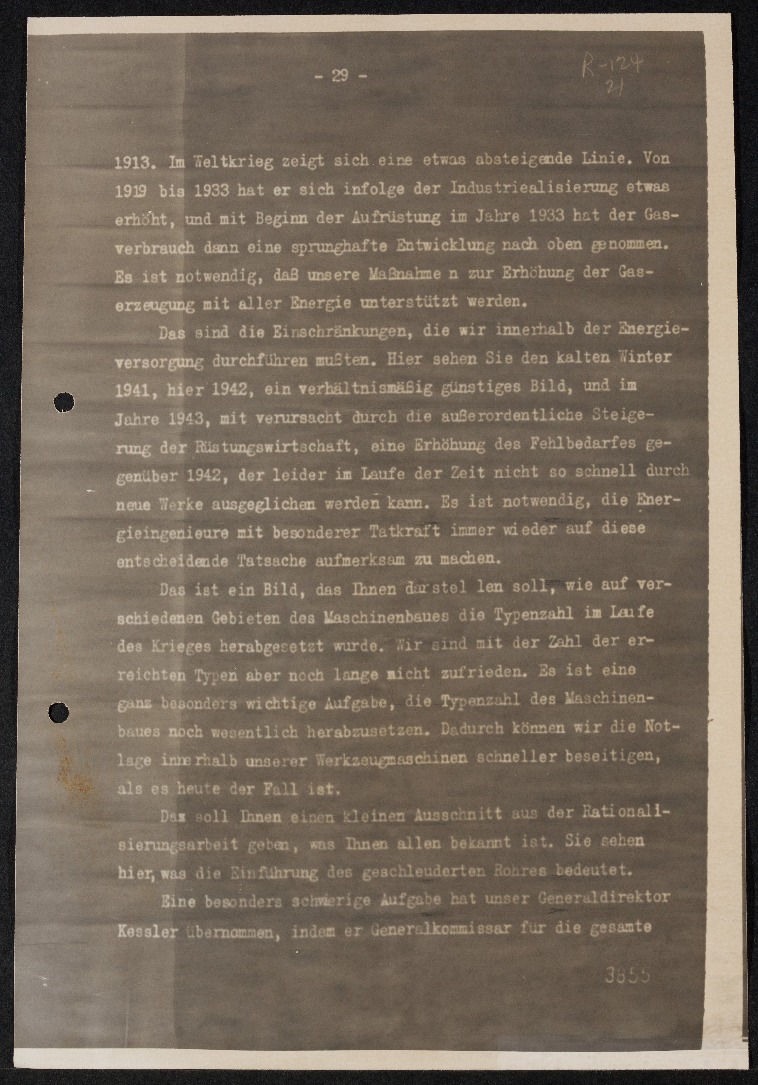 - 29 -
R-124
21
1913. Im Weltkrieg zeigt sich eine etwas absteigende Linie. Von
1919 bis 1933 hat er sich infolge der Industriealisierung etwas
erhöht, und mit Beginn der Aufrüstung im Jahre 1933 hat der Gas-
verbrauch dann eine sprunghafte Entwicklung nach oben genommen.
Es ist notwendig, daß unsere Maßnahme n zur Erhöhung der Gas-
erzeugung mit aller Energie unterstützt werden.
Das sind die Einschränkungen, die wir innerhalb der Energie-
versorgung durchführen mußten. Hier sehen Sie den kalten Winter
1941, hier 1942, ein verhältnismäßig günstiges Bild, und im
Jahre 1943, mit verursacht durch die außerordentliche Steige-
rung der Rüstungswirtschaft, eine Erhöhung des Fehlbedarfes ge-
genüber 1942, der leider im Laufe der Zeit nicht so schnell durch
neue Werke ausgeglichen werden kann. Es ist notwendig, die Ener-
gieingenieure mit besonderer Tatkraft immer wieder auf diese
entscheidende Tatsache aufmerksam zu machen.
Das ist ein Bild, das Ihnen darstel len soll, wie auf ver-
schiedenen Gebieten des Maschinenbaues die Typenzahl im Laufe
des Krieges herabgesetzt wurde. Wir sind mit der Zahl der er-
reichten Typen aber noch lange nicht zufrieden. Es ist eine
ganz besonders wichtige Aufgabe, die Typenzahl des Maschinen-
baues noch wesentlich herabzusetzen. Dadurch können wir die Not-
lage innerhalb unserer Werkzeugmaschinen schneller beseitigen,
als es heute der Fall ist.
Das soll Ihnen einen kleinen Ausschnitt aus der Rationali-
sierungsarbeit geben, was Ihnen allen bekannt ist. Sie sehen
hier, was die Einführung des geschleuderten Rohres bedeutet.
Eine besonders schwierige Aufgabe hat unser Generaldirektor
Kessler übernommen, indem er Generalkommissar für die gesamte
3855